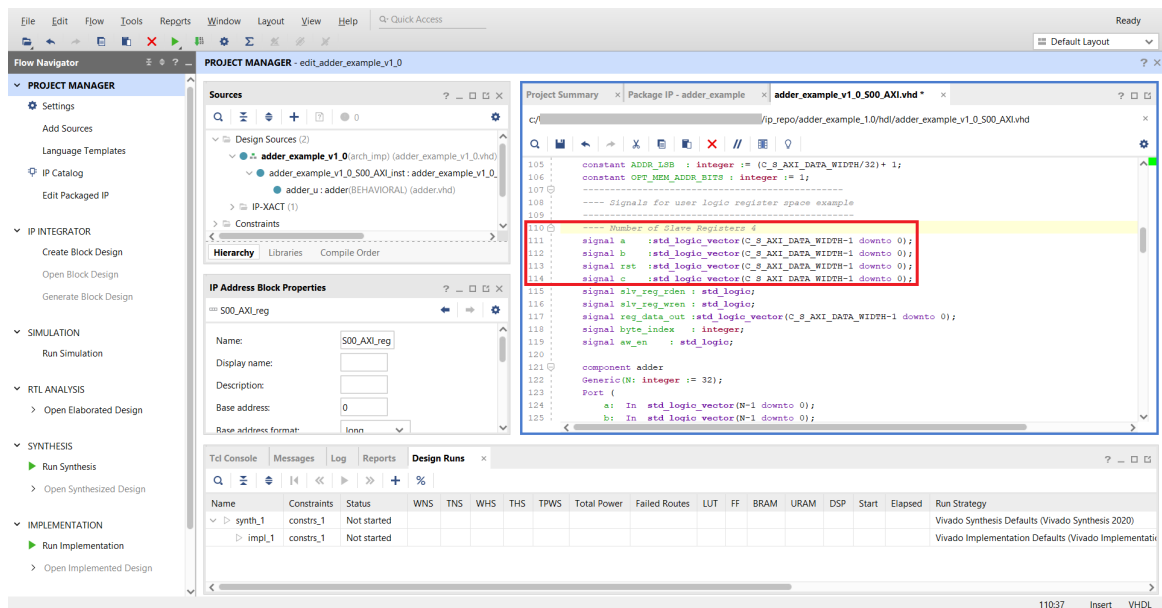 File Edit Flow Tools Reports Window Layout View Help Q- Quick Access Ready
Default Layout
Flow Navigator
PROJECT MANAGER - edit_adder_example_v1_0
PROJECT MANAGER
Settings
Add Sources
Language Templates
IP Catalog
Edit Packaged IP
IP INTEGRATOR
Create Block Design
Open Block Design
Generate Block Design
SIMULATION
Run Simulation
RTL ANALYSIS
Open Elaborated Design
SYNTHESIS
Run Synthesis
Open Synthesized Design
IMPLEMENTATION
Run Implementation
Open Implemented Design
Sources
0
Design Sources (2)
adder_example_v1_0(arch_imp) (adder_example_v1_0.vhd)
adder_example_v1_0_S00_AXI_inst : adder_example_v1_0_
adder_u : adder(BEHAVIORAL) (adder.vhd)
IP-XACT (1)
Constraints
Hierarchy Libraries Compile Order
IP Address Block Properties
S00_AXI_reg
Name: S00_AXI_reg
Display name:
Description:
Base address: 0
Base address format: long
Project Summary Package IP - adder_example adder_example_v1_0_S00_AXI.vhd *
c:/ /ip_repo/adder_example_1.0/hdl/adder_example_v1_0_S00_AXI.vhd
105 constant ADDR_LSB : integer := (C_S_AXI_DATA_WIDTH/32)+ 1;
106 constant OPT_MEM_ADDR_BITS : integer := 1;
107 ------------------------------------------------
108 ---- Signals for user logic register space example
109 --------------------------------------------------
110 ---- Number of Slave Registers 4
111 signal a :std_logic_vector(C_S_AXI_DATA_WIDTH-1 downto 0);
112 signal b :std_logic_vector(C_S_AXI_DATA_WIDTH-1 downto 0);
113 signal rst :std_logic_vector(C_S_AXI_DATA_WIDTH-1 downto 0);
114 signal c :std_logic_vector(C_S_AXI_DATA_WIDTH-1 downto 0);
115 signal slv_reg_rden : std_logic;
116 signal slv_reg_wren : std_logic;
117 signal reg_data_out :std_logic_vector(C_S_AXI_DATA_WIDTH-1 downto 0);
118 signal byte_index : integer;
119 signal aw_en : std_logic;
120
121 component adder
122 Generic(N: integer := 32);
123 Port (
124 a: In std_logic_vector(N-1 downto 0);
125 b: In std_logic_vector(N-1 downto 0);
Tcl Console Messages Log Reports Design Runs
Name Constraints Status WNS TNS WHS THS TPWS Total Power Failed Routes LUT FF BRAM URAM DSP Start Elapsed Run Strategy
synth_1 constrs_1 Not started Vivado Synthesis Defaults (Vivado Synthesis 2020)
impl_1 constrs_1 Not started Vivado Implementation Defaults (Vivado Implementatio
110:37 Insert VHDL